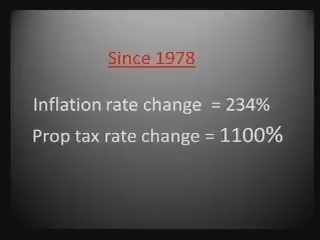 Since 1978
Inflation rate change = 234%
Prop tax rate change = 1100%